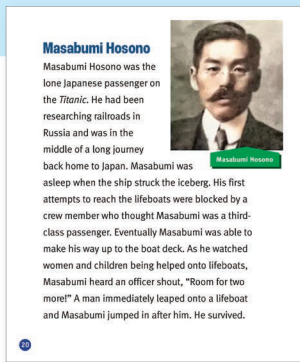 Masabumi Hosono
Masabumi Hosono was the
lone Japanese passenger on
the Titanic. He had been
researching railroads in
Russia and was in the
middle of a long journey
back home to Japan. Masabumi was
Masabumi Hosono
asleep when the ship struck the iceberg. His first
attempts to reach the lifeboats were blocked by a
crew member who thought Masabumi was a third-
class passenger. Eventually Masabumi was able to
make his way up to the boat deck. As he watched
women and children being helped onto lifeboats,
Masabumi heard an officer shout, “Room for two
more!” A man immediately leaped onto a lifeboat
and Masabumi jumped in after him. He survived.
20